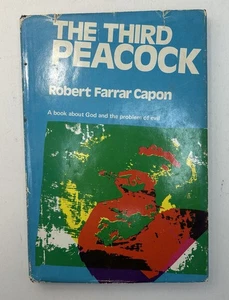 THE THIRD
PEACOCK
Robert Farrar Capon
A book about God and the problem of evil